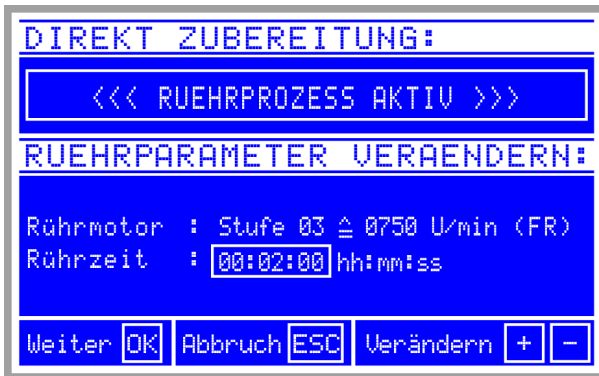 DIREKT ZUBEREITUNG:
<<< RUEHRPROZESS AKTIV >>>
RUEHRPARAMETER VERAENDERN:
Rührmotor : Stufe 03 ≙ 0750 U/min (FR)
Rührzeit : 00:02:00 hh:mm:ss
Weiter OK Abbruch ESC Verändern + -